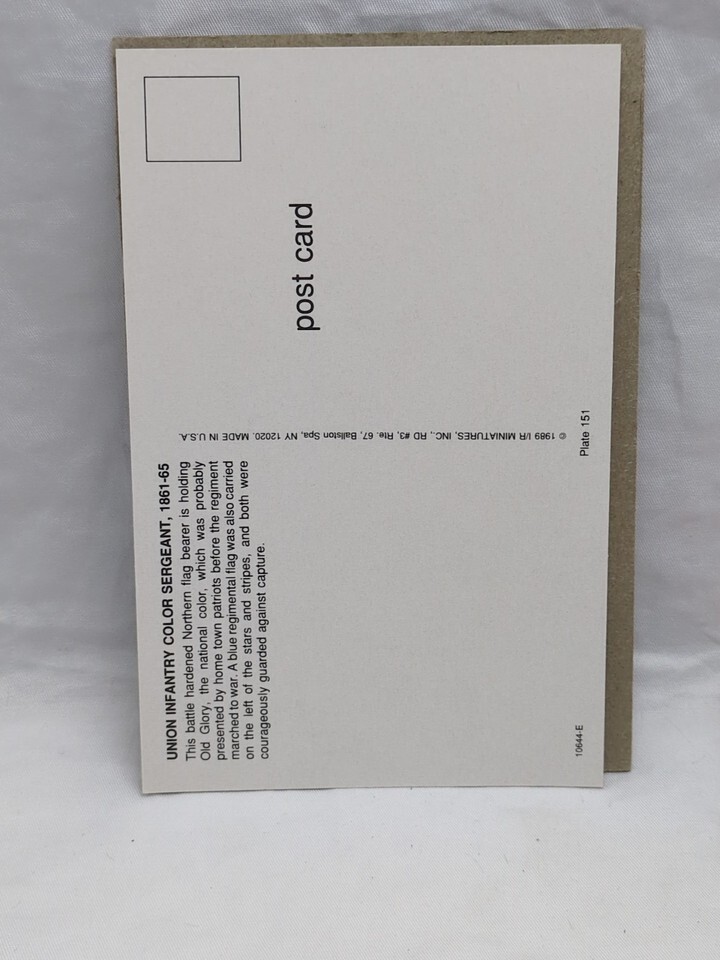 UNION INFANTRY COLOR SERGEANT, 1861-65
This battle hardened Northern flag bearer is holding
Old Glory, the national color, which was probably
presented by home town patriots before the regiment
marched to war. A blue regimental flag was also carried
on the left of the stars and stripes, and both were
courageously guarded against capture.
post card
© 1989 I/R MINIATURES, INC., RD #3, Rte. 67, Ballston Spa, NY 12020. MADE IN U.S.A.
10644-E
Plate 151